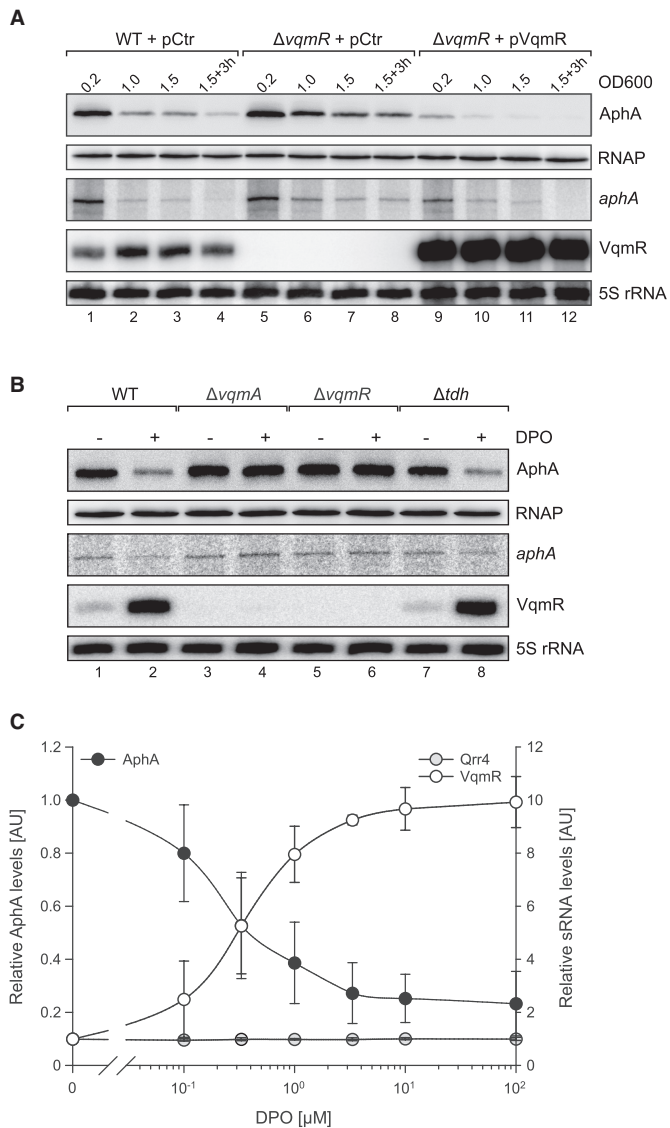 A
WT + pCtr ΔvqmR + pCtr ΔvqmR + pVqmR
0.2 1.0 1.5 1.5+3h 0.2 1.0 1.5 1.5+3h 0.2 1.0 1.5 1.5+3h OD600
AphA
RNAP
aphA
VqmR
5S rRNA
1 2 3 4 5 6 7 8 9 10 11 12
B
WT ΔvqmA ΔvqmR Δtdh
- + - + - + - + DPO
AphA
RNAP
aphA
VqmR
5S rRNA
1 2 3 4 5 6 7 8
C
1.2 12
AphA Qrr4
VqmR
1.0 10
0.8 8
0.6 6
0.4 4
0.2 2
0 0
Relative AphA levels [AU]
Relative sRNA levels [AU]
0 10⁻¹ 10⁰ 10¹ 10²
DPO [µM]